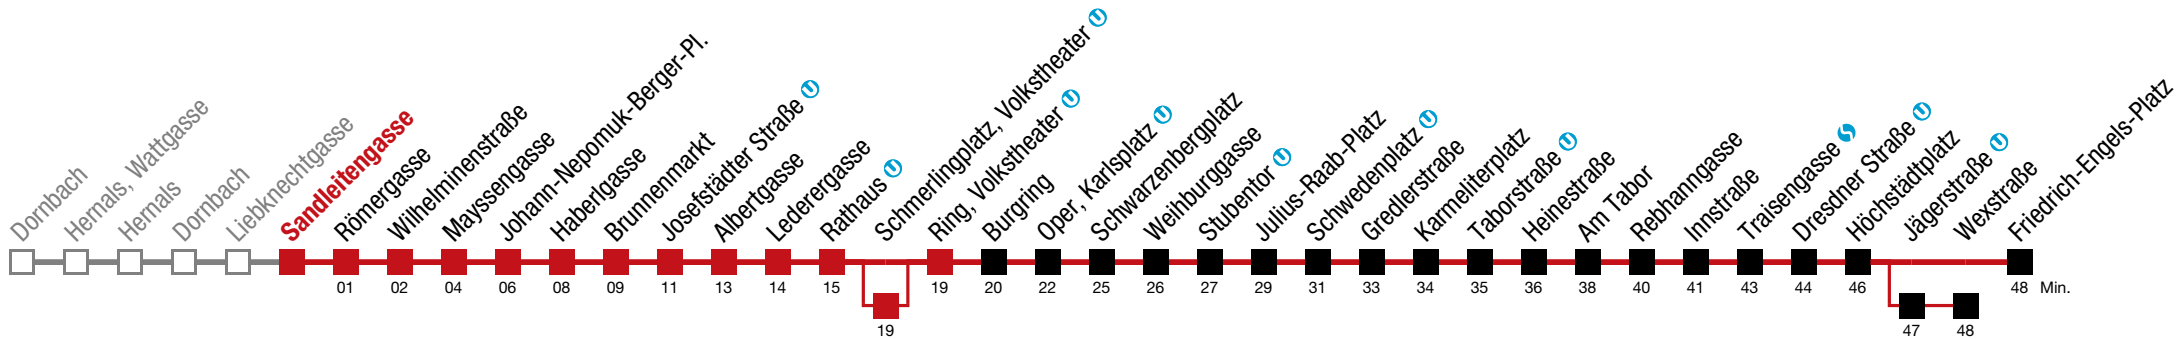 Dornbach
Hernals, Wattgasse
Hernals
Dornbach
Liebknechtgasse
Sandleitengasse
Römergasse
Wilhelminenstraße
Mayssengasse
Johann-Nepomuk-Berger-Pl.
Haberlgasse
Brunnenmarkt
Josefstädter Straße U
Albertgasse
Lederergasse
Rathaus U
Schmerlingplatz, Volkstheater U
Ring, Volkstheater U
Burgring
Oper, Karlsplatz U
Schwarzenbergplatz
Weihburggasse
Stubentor U
Julius-Raab-Platz
Schwedenplatz U
Gredlerstraße
Karmeliterplatz
Taborstraße U
Heinestraße
Am Tabor
Rebhanngasse
Innstraße
Traisengasse S
Dresdner Straße U
Höchstädtplatz
Jägerstraße U
Wexstraße
Friedrich-Engels-Platz
01 02 04 06 08 09 11 13 14 15 19 20 22 25 26 27 29 31 33 34 35 36 38 40 41 43 44 46 48 Min.
19 47 48